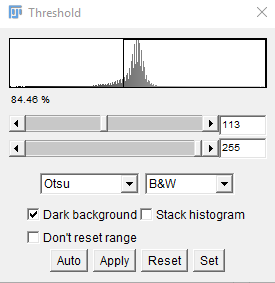 Threshold
84.46 %
113
255
Otsu B&W
Dark background Stack histogram
Don't reset range
Auto Apply Reset Set